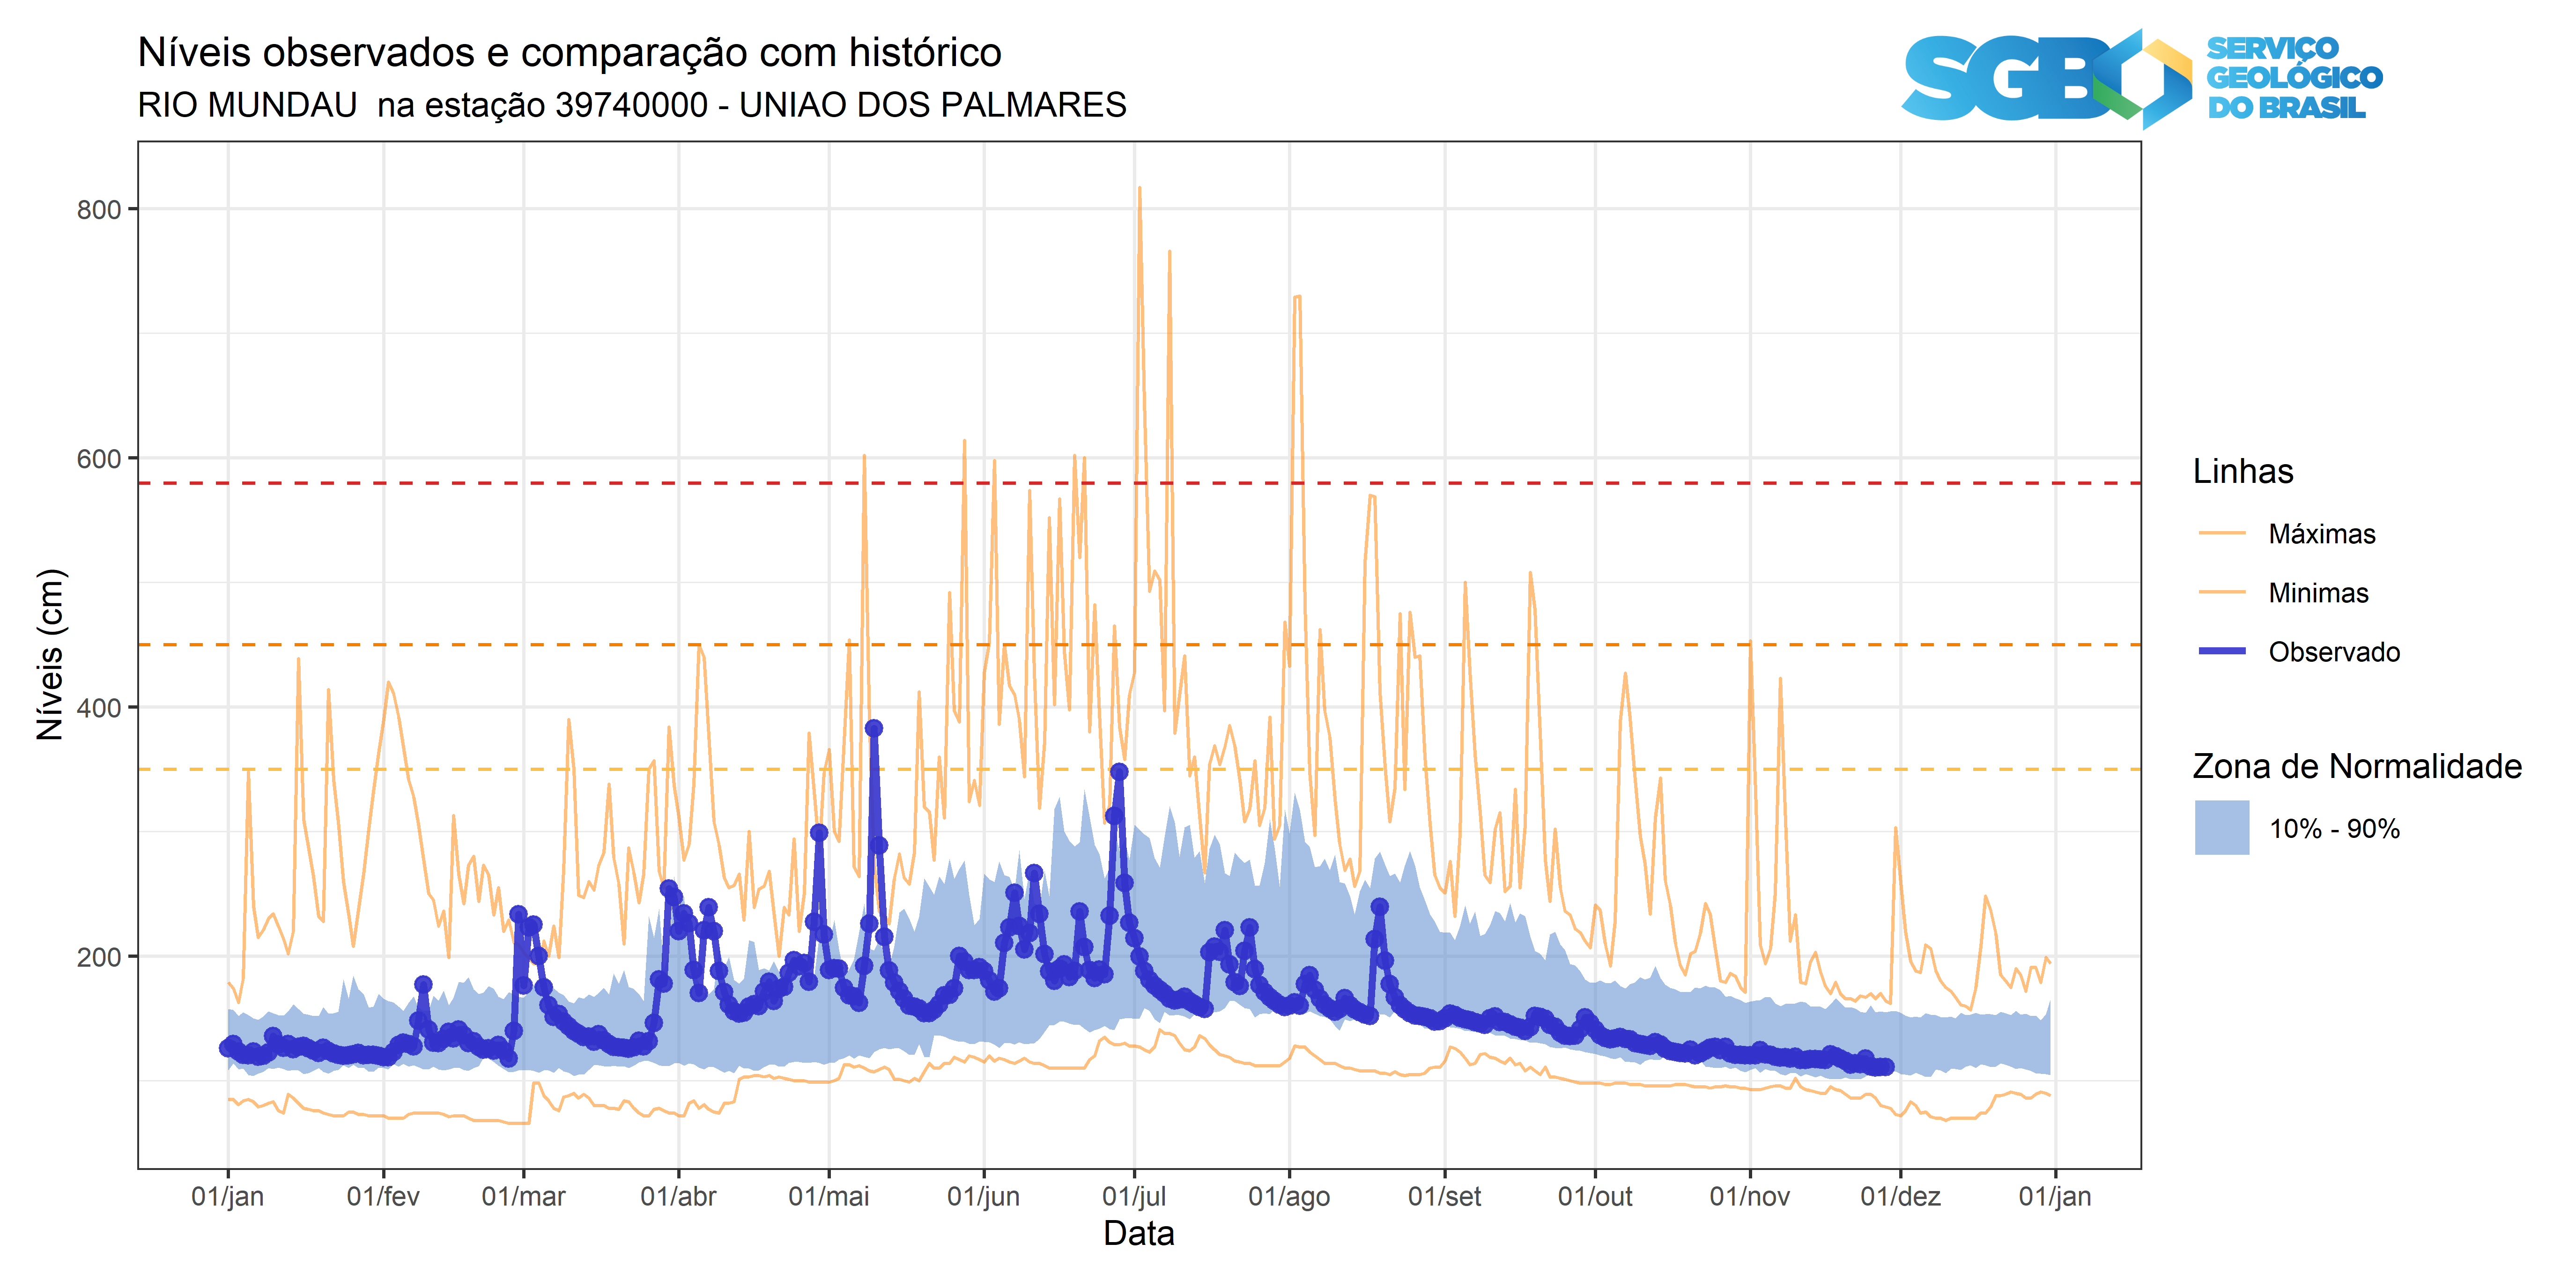 Níveis observados e comparação com histórico
RIO MUNDAU  na estação 39740000 - UNIAO DOS PALMARES
SGB
SERVIÇO
GEOLÓGICO
DO BRASIL
Níveis (cm)
800
600
400
200
01/jan
01/fev
01/mar
01/abr
01/mai
01/jun
01/jul
01/ago
01/set
01/out
01/nov
01/dez
01/jan
Data
Linhas
Máximas
Minimas
Observado
Zona de Normalidade
10% - 90%